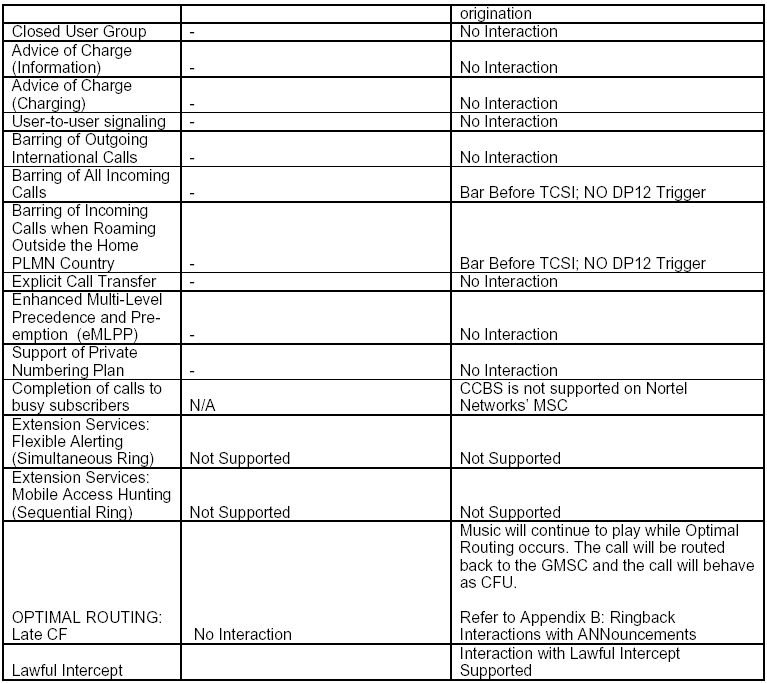 origination
Closed User Group - No Interaction
Advice of Charge
(Information) - No Interaction
Advice of Charge
(Charging) - No Interaction
User-to-user signaling - No Interaction
Barring of Outgoing
International Calls - No Interaction
Barring of All Incoming
Calls - Bar Before TCSI; NO DP12 Trigger
Barring of Incoming
Calls when Roaming
Outside the Home
PLMN Country - Bar Before TCSI; NO DP12 Trigger
Explicit Call Transfer - No Interaction
Enhanced Multi-Level
Precedence and Pre-
emption (eMLPP) - No Interaction
Support of Private
Numbering Plan - No Interaction
Completion of calls to CCBS is not supported on Nortel
busy subscribers N/A Networks' MSC
Extension Services:
Flexible Alerting
(Simultaneous Ring) Not Supported Not Supported
Extension Services:
Mobile Access Hunting
(Sequential Ring) Not Supported Not Supported
Music will continue to play while Optimal
Routing occurs. The call will be routed
back to the GMSC and the call will behave
as CFU.
OPTIMAL ROUTING: Refer to Appendix B: Ringback
Late CF No Interaction Interactions with ANNouncements
Interaction with Lawful Intercept
Lawful Intercept Supported